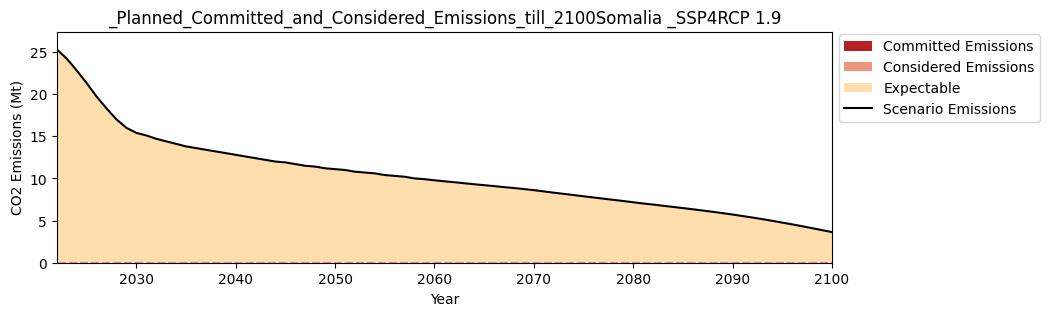 _Planned_Committed_and_Considered_Emissions_till_2100Somalia _SSP4RCP 1.9
CO2 Emissions (Mt)
25
20
15
10
5
0
2030 2040 2050 2060 2070 2080 2090 2100
Year
Committed Emissions
Considered Emissions
Expectable
Scenario Emissions